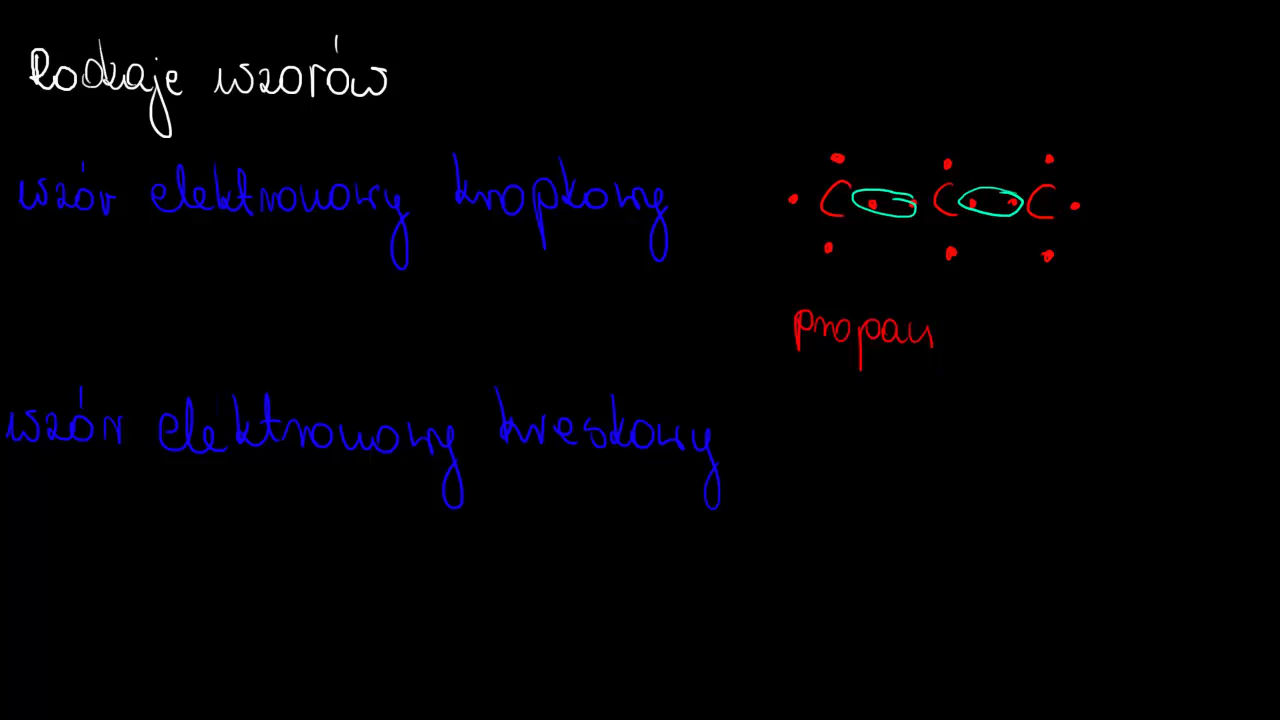 Rodzaje wzorów
wzór elektronowy kropkowy
C C C
propan
wzór elektronowy kreskowy